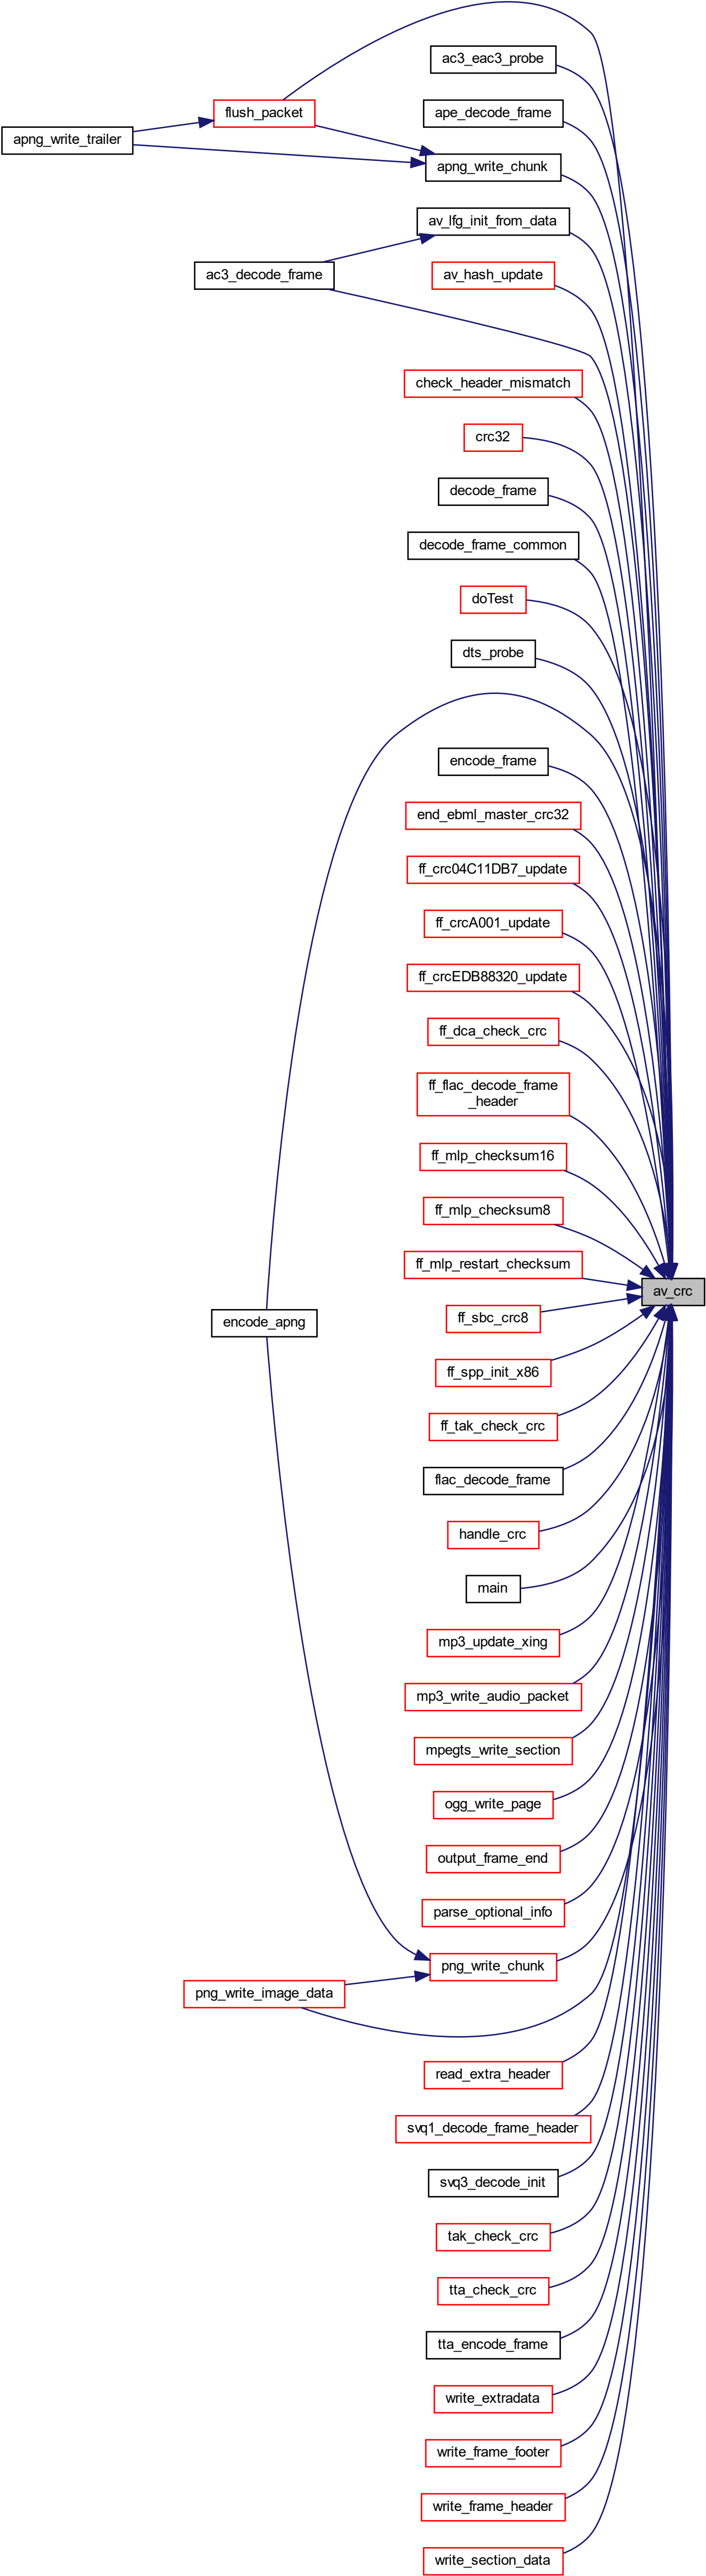 ac3_eac3_probe
flush_packet
ape_decode_frame
apng_write_trailer
apng_write_chunk
av_lfg_init_from_data
ac3_decode_frame
av_hash_update
check_header_mismatch
crc32
decode_frame
decode_frame_common
doTest
dts_probe
encode_frame
end_ebml_master_crc32
ff_crc04C11DB7_update
ff_crcA001_update
ff_crcEDB88320_update
ff_dca_check_crc
ff_flac_decode_frame
_header
ff_mlp_checksum16
ff_mlp_checksum8
ff_mlp_restart_checksum
av_crc
ff_sbc_crc8
encode_apng
ff_spp_init_x86
ff_tak_check_crc
flac_decode_frame
handle_crc
main
mp3_update_xing
mp3_write_audio_packet
mpegts_write_section
ogg_write_page
output_frame_end
parse_optional_info
png_write_chunk
png_write_image_data
read_extra_header
svq1_decode_frame_header
svq3_decode_init
tak_check_crc
tta_check_crc
tta_encode_frame
write_extradata
write_frame_footer
write_frame_header
write_section_data